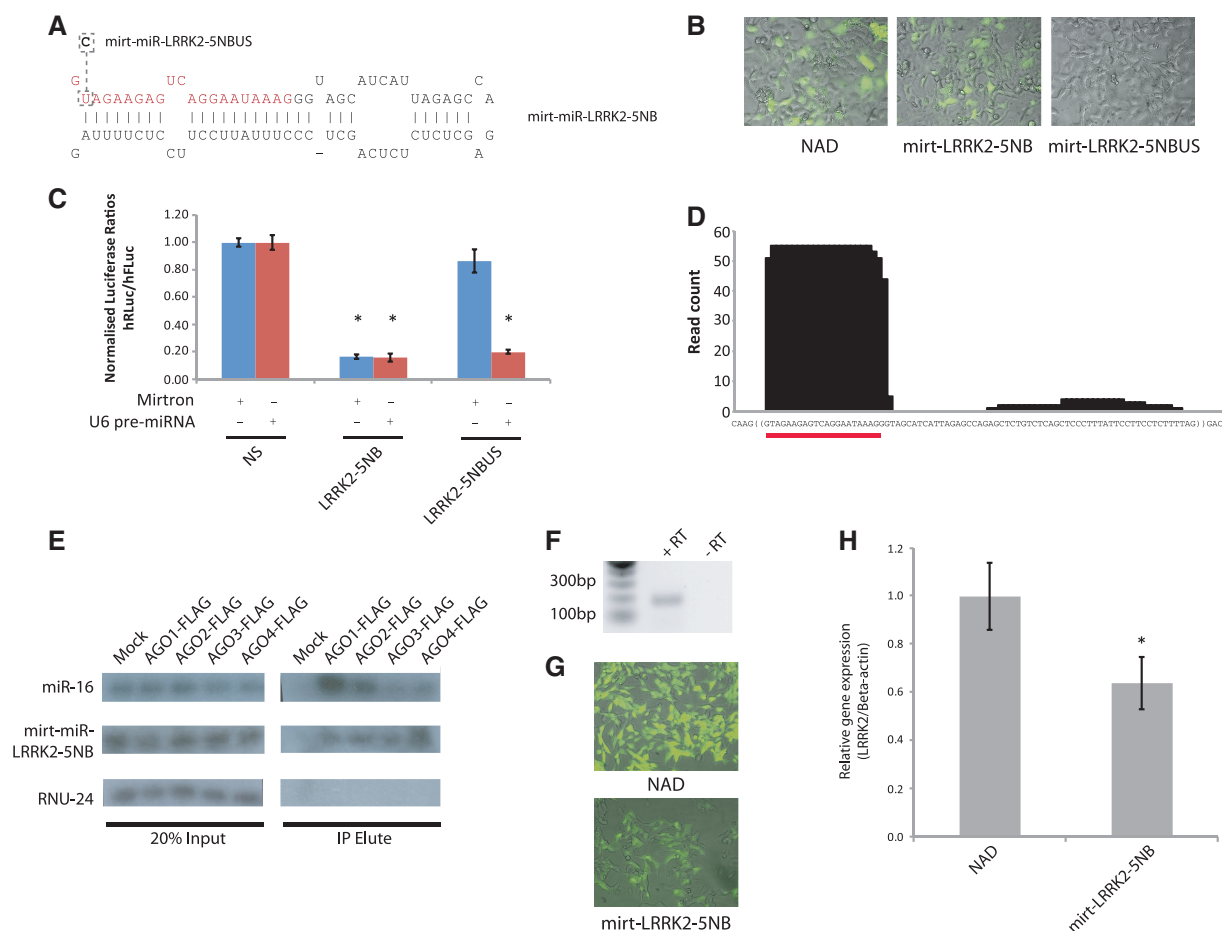 A
C
mirt-miR-LRRK2-5NBUS
G UC U AUCAU C
UAGAAGAG AGGAAUAAAGGG AGC UAGAGC A
AUUUUCUC UCCUUAUUUCCC UCG CUCUCG G
G CU – ACUCU A
mirt-miR-LRRK2-5NB
B
NAD
mirt-LRRK2-5NB
mirt-LRRK2-5NBUS
C
Normalised Luciferase Ratios
hRLuc/hFLuc
1.20
1.00
0.80
0.60
0.40
0.20
0.00
* * *
Mirtron + – + – + –
U6 pre-miRNA – + – + – +
NS
LRRK2-5NB
LRRK2-5NBUS
D
Read count
60
50
40
30
20
10
0
CAAG((GTAGAAGAGTCAGGAATAAAGGGTAGCATCATTAGAGCCAGAGCTCTGTCTCAGCTCCCTTTATTCCTTCCTCTTTTAG))GAC
E
Mock
AGO1-FLAG
AGO2-FLAG
AGO3-FLAG
AGO4-FLAG
Mock
AGO1-FLAG
AGO2-FLAG
AGO3-FLAG
AGO4-FLAG
miR-16
mirt-miR-
LRRK2-5NB
RNU-24
20% Input
IP Elute
F
+ RT
- RT
300bp
100bp
G
NAD
mirt-LRRK2-5NB
H
Relative gene expression
(LRRK2/Beta-actin)
1.2
1.0
0.8
0.6
0.4
0.2
0.0
*
NAD
mirt-LRRK2-5NB